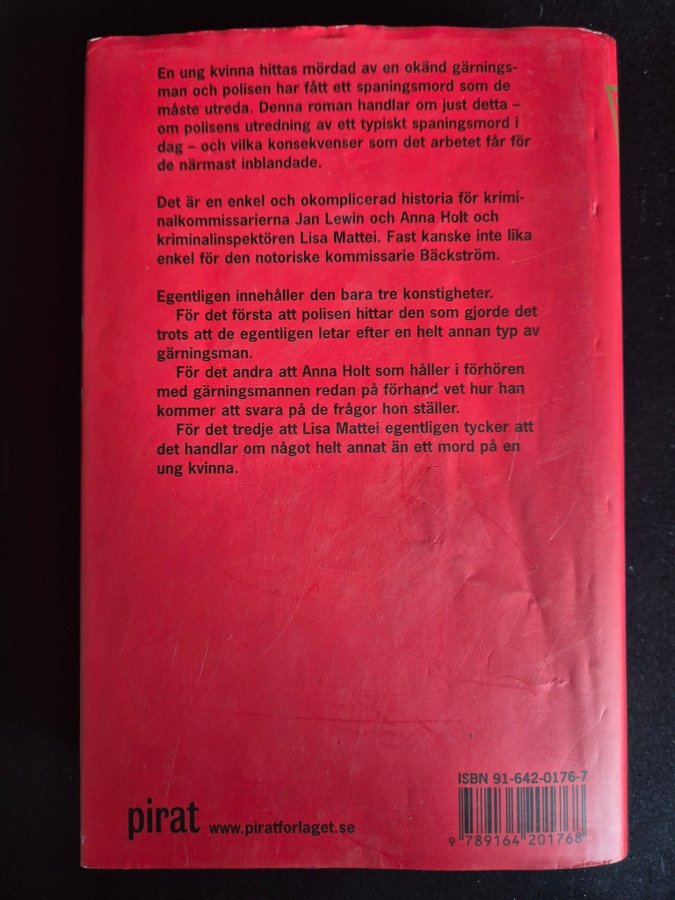 En ung kvinna hittas mördad av en okänd gärnings-
man och polisen har fått ett spaningsmord som de
måste utreda. Denna roman handlar om just detta –
om polisens utredning av ett typiskt spaningsmord i
dag – och vilka konsekvenser som det arbetet får för
de närmast inblandade.
Det är en enkel och okomplicerad historia för krimi-
nalkommissarierna Jan Lewin och Anna Holt och
kriminalinspektören Lisa Mattei. Fast kanske inte lika
enkel för den notoriske kommissarie Bäckström.
Egentligen innehåller den bara tre konstigheter.
För det första att polisen hittar den som gjorde det
trots att de egentligen letar efter en helt annan typ av
gärningsman.
För det andra att Anna Holt som håller i förhören
med gärningsmannen redan på förhand vet hur han
kommer att svara på de frågor hon ställer.
För det tredje att Lisa Mattei egentligen tycker att
det handlar om något helt annat än ett mord på en
ung kvinna.
ISBN 91-642-0176-7
pirat www.piratforlaget.se
9 789164 201768